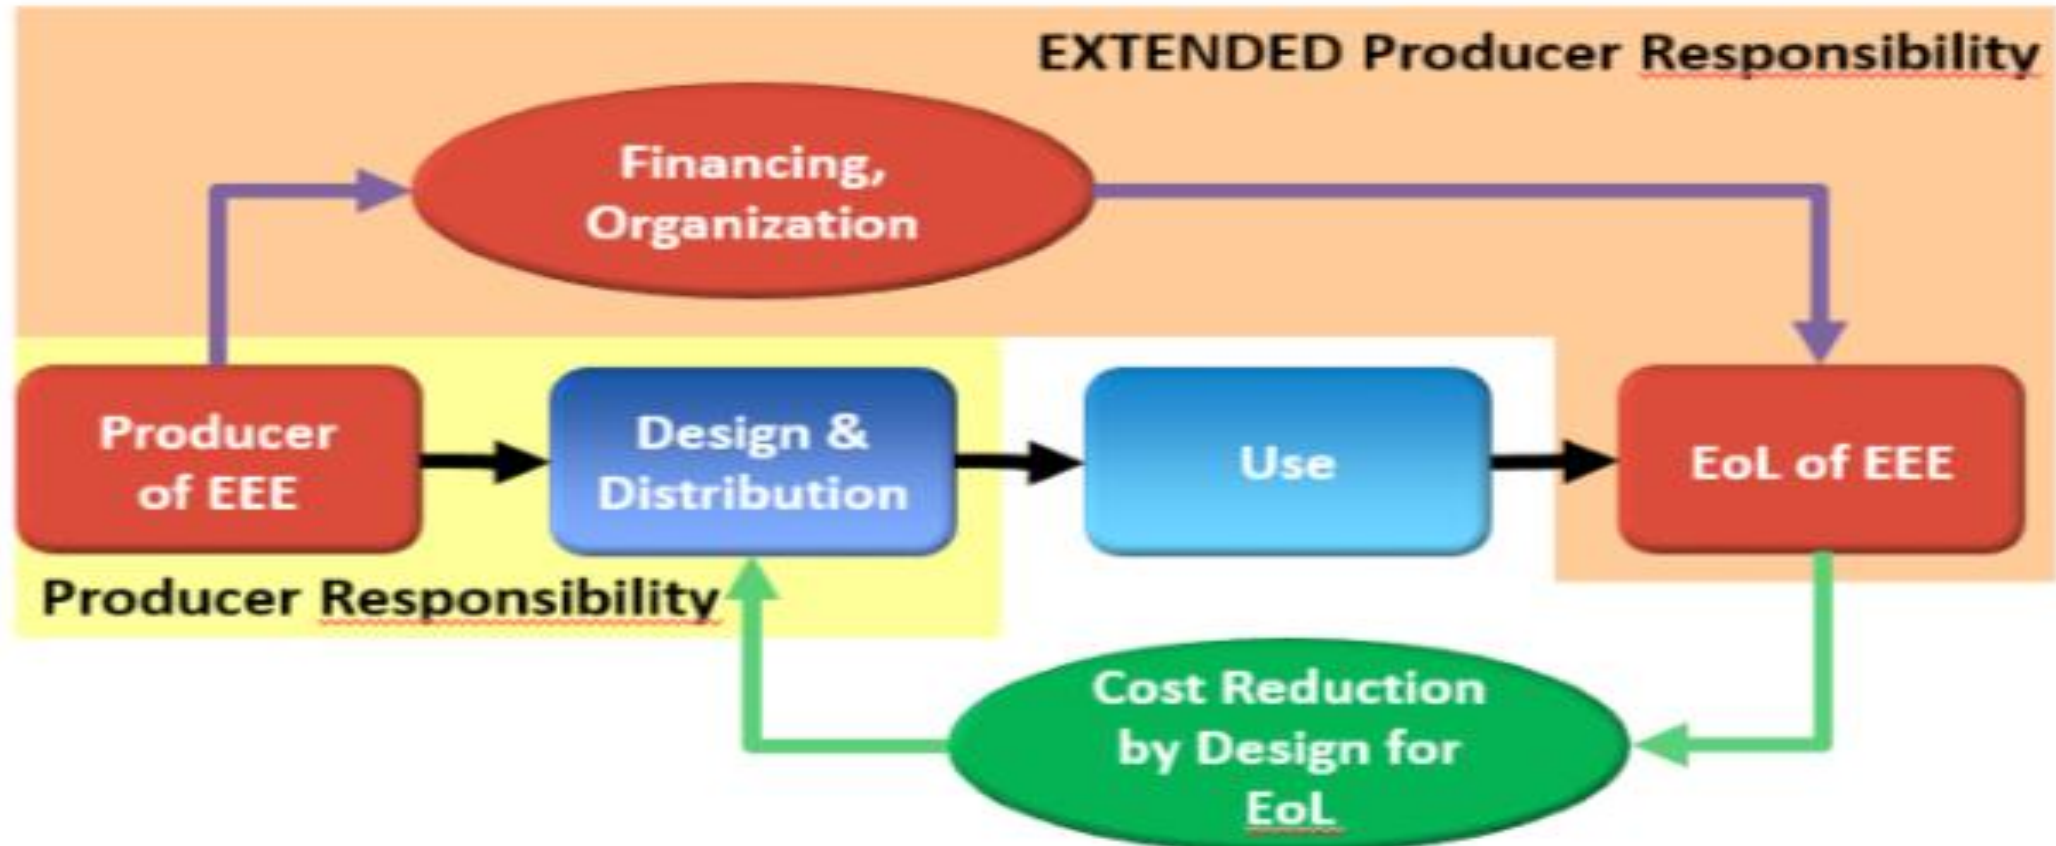 EXTENDED Producer Responsibility
Financing,
Organization
Producer
of EEE
Design &
Distribution
Use
EoL of EEE
Producer Responsibility
Cost Reduction
by Design for
EoL